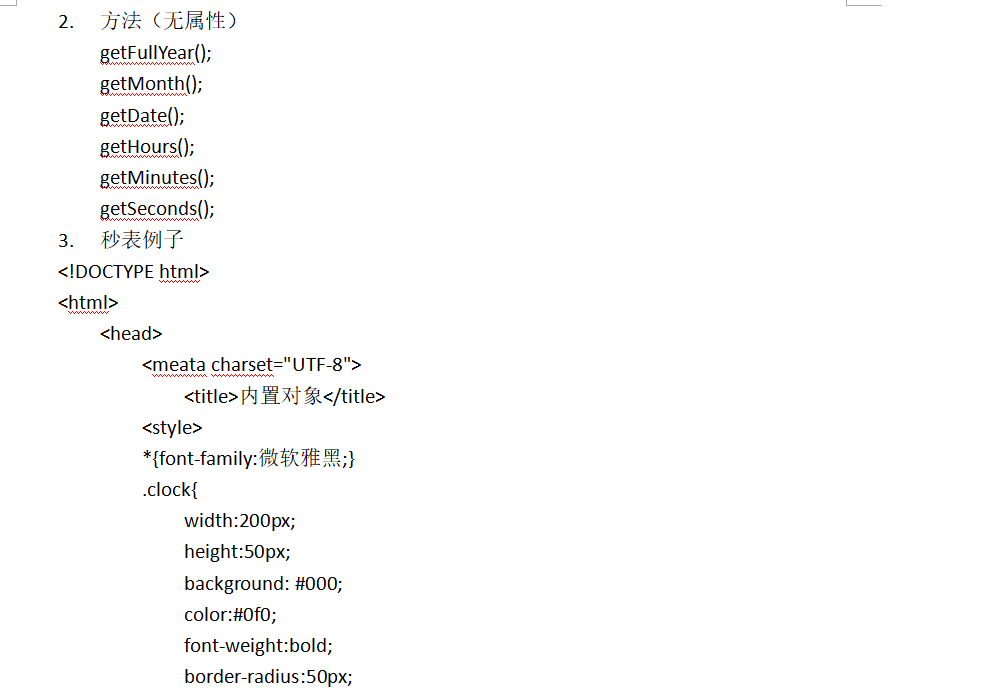 2. 方法（无属性）
getFullYear();
getMonth();
getDate();
getHours();
getMinutes();
getSeconds();
3. 秒表例子
<!DOCTYPE html>
<html>
<head>
<meata charset="UTF-8">
<title>内置对象</title>
<style>
*{font-family:微软雅黑;}
.clock{
width:200px;
height:50px;
background: #000;
color:#0f0;
font-weight:bold;
border-radius:50px;